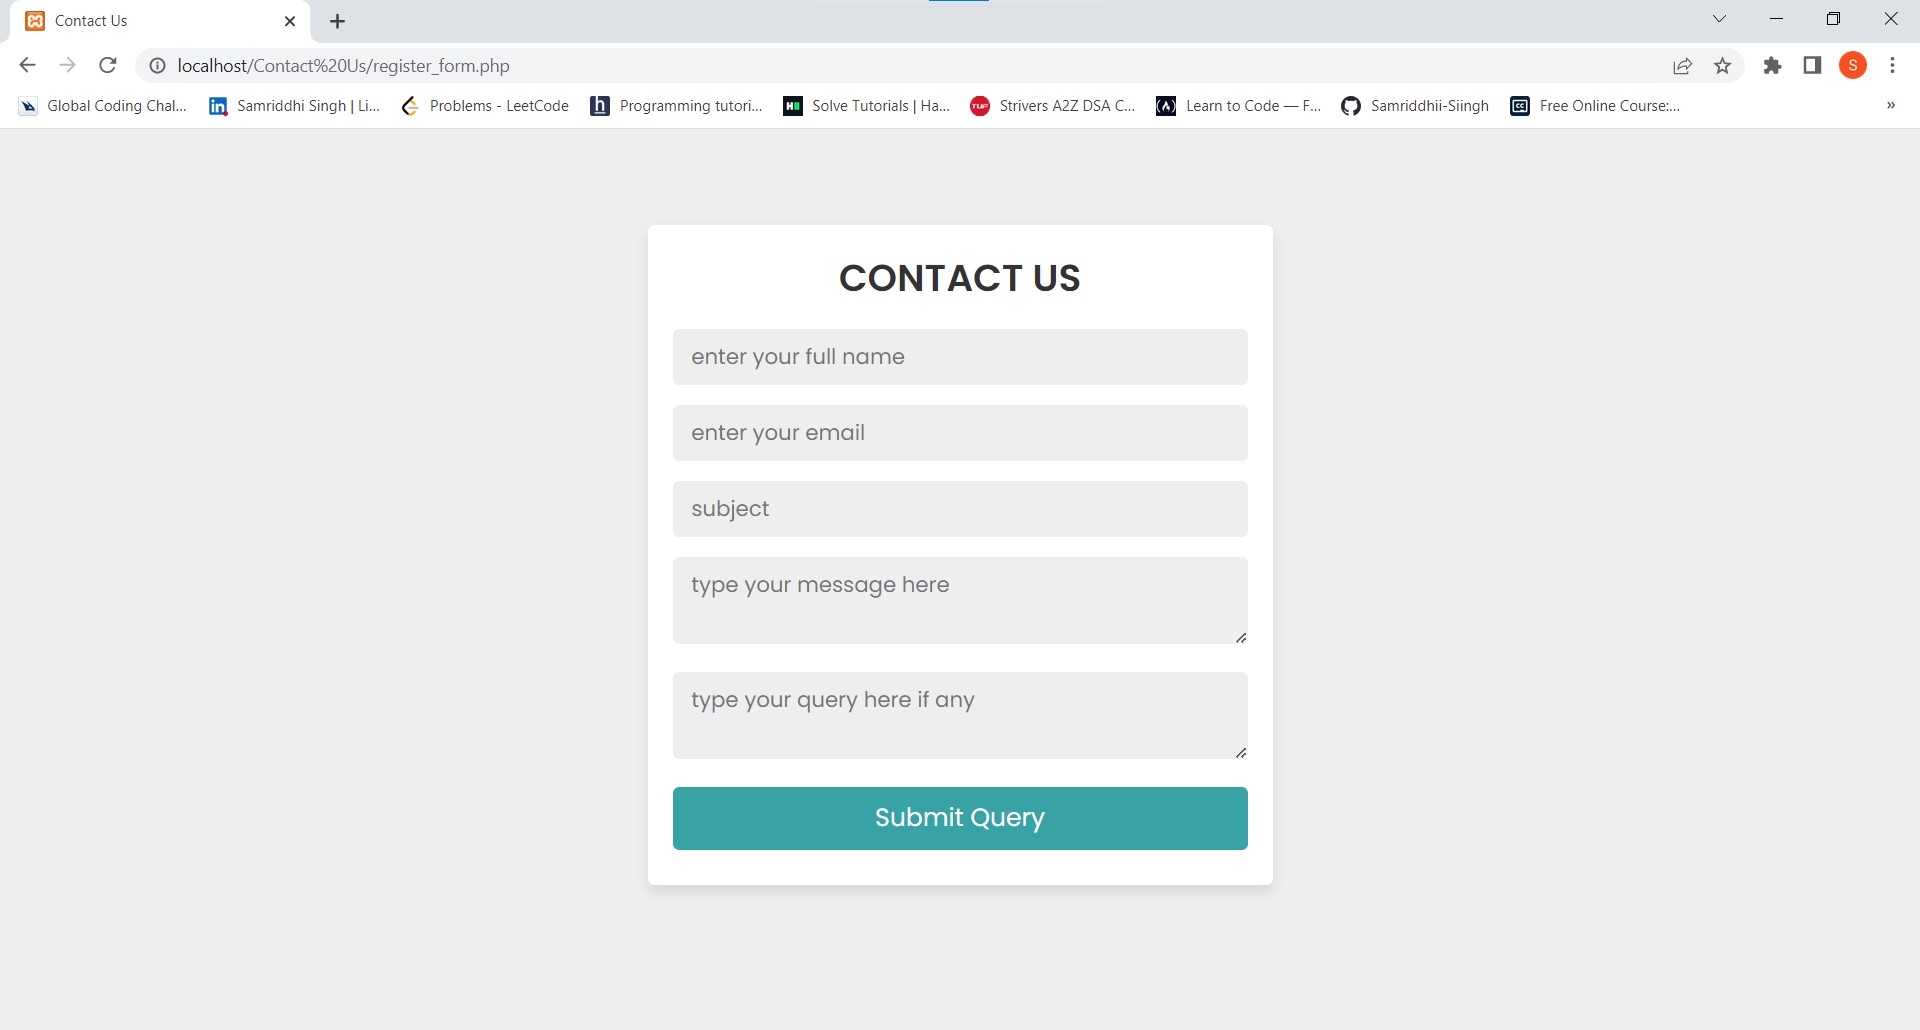 Contact Us
localhost/Contact%20Us/register_form.php
S
Global Coding Chal... Samriddhi Singh | Li... Problems - LeetCode Programming tutori... Solve Tutorials | Ha... Strivers A2Z DSA C... Learn to Code — F... Samriddhii-Siingh Free Online Course:... »
CONTACT US
enter your full name
enter your email
subject
type your message here
type your query here if any
Submit Query